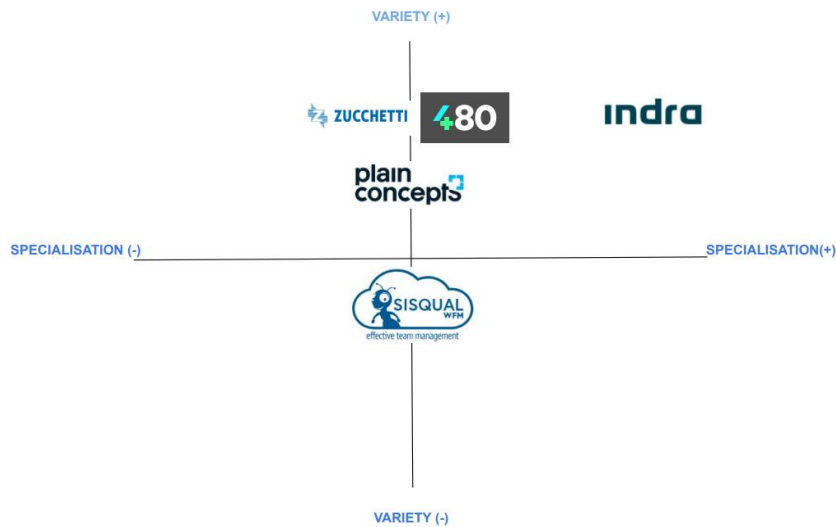 VARIETY (+)
ZUCCHETTI
480
indra
plain
concepts
SPECIALISATION (-)
SPECIALISATION(+)
SISQUAL
WFM
effective team management
VARIETY (-)